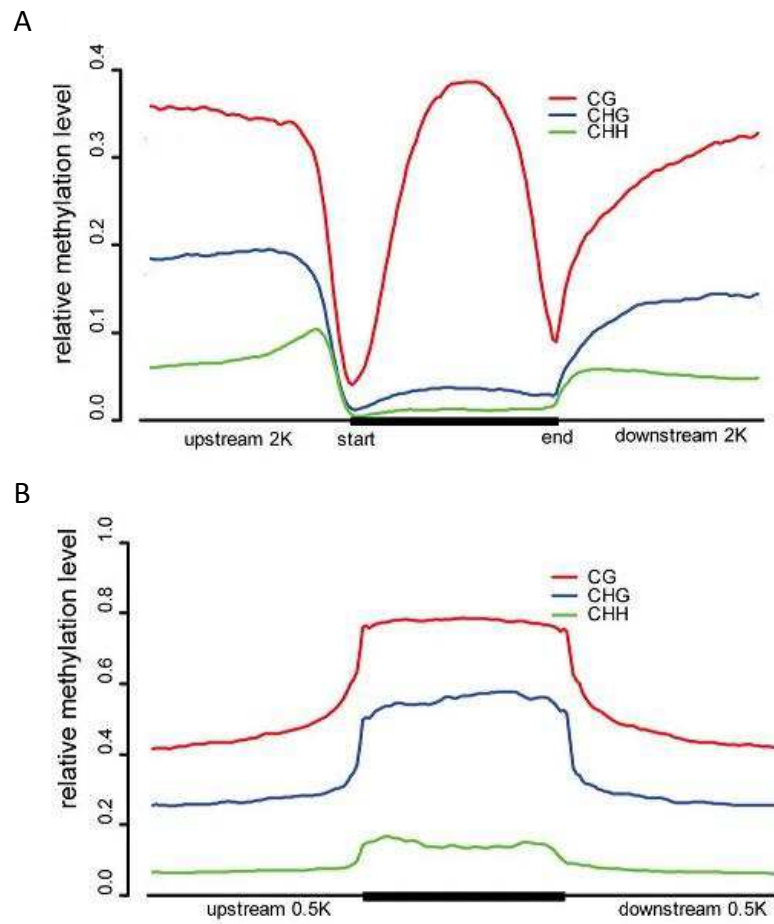 A
relative methylation level
0.4
0.3
0.2
0.1
0.0
CG
CHG
CHH
upstream 2K start end downstream 2K
B
relative methylation level
1.0
0.8
0.6
0.4
0.2
0.0
CG
CHG
CHH
upstream 0.5K downstream 0.5K